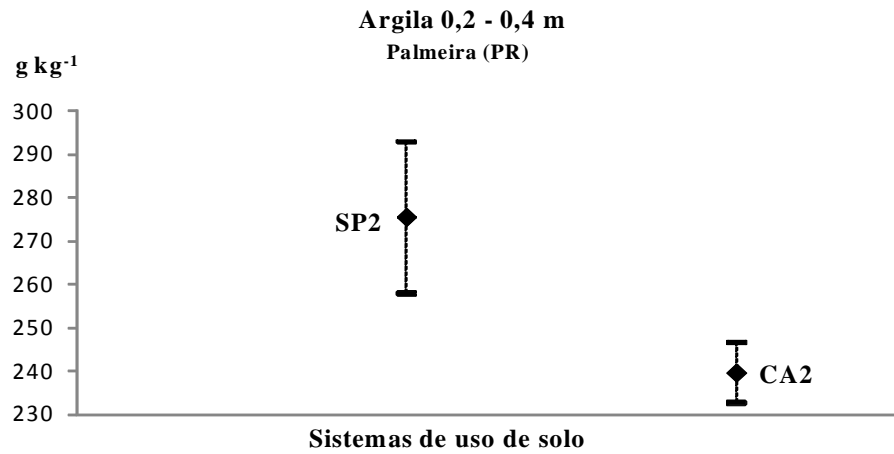 Argila 0,2 - 0,4 m
Palmeira (PR)
g kg-1
300
290
280
SP2
270
260
250
240
CA2
230
Sistemas de uso de solo